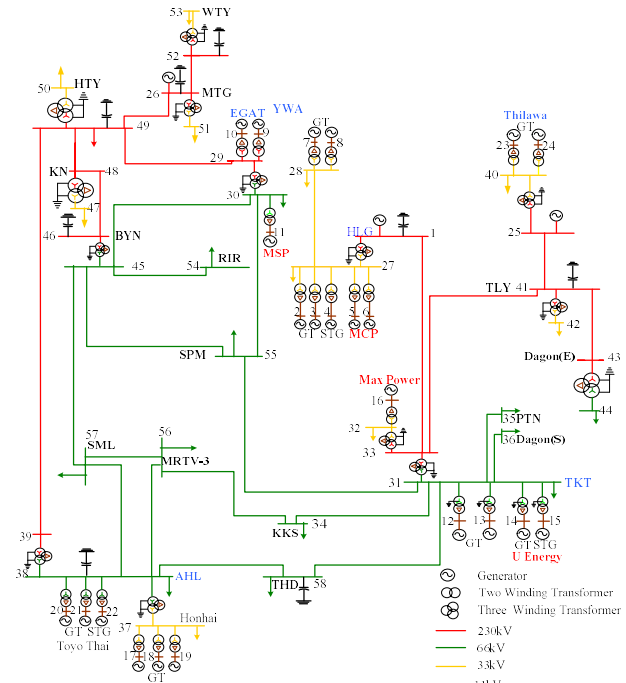 53 WTY
52
50 HTY 26 MTG
EGAT YWA GT
Thilawa
GT
49 51 10 9 7 8
23 24
KN 48 29 28 40
47 30
46 BYN 11 HLG 1 25
MSP
45 54 RIR 27
TLY 41
2 3 4 5 6
42
GT STG MCP
SPM 55 Dagon(E) 43
Max Power
16
44
57 56 32
35PTN
SML 33 36Dagon(S)
MRTV-3
31 TKT
12 13 14 15
KKS 34
39 GT GT STG
U Energy
38 AHL THD 58
Generator
20 21 22 Two Winding Transformer
GT STG 37 Honhai Three Winding Transformer
Toyo Thai 230kV
17 18 19 66kV
GT 33kV